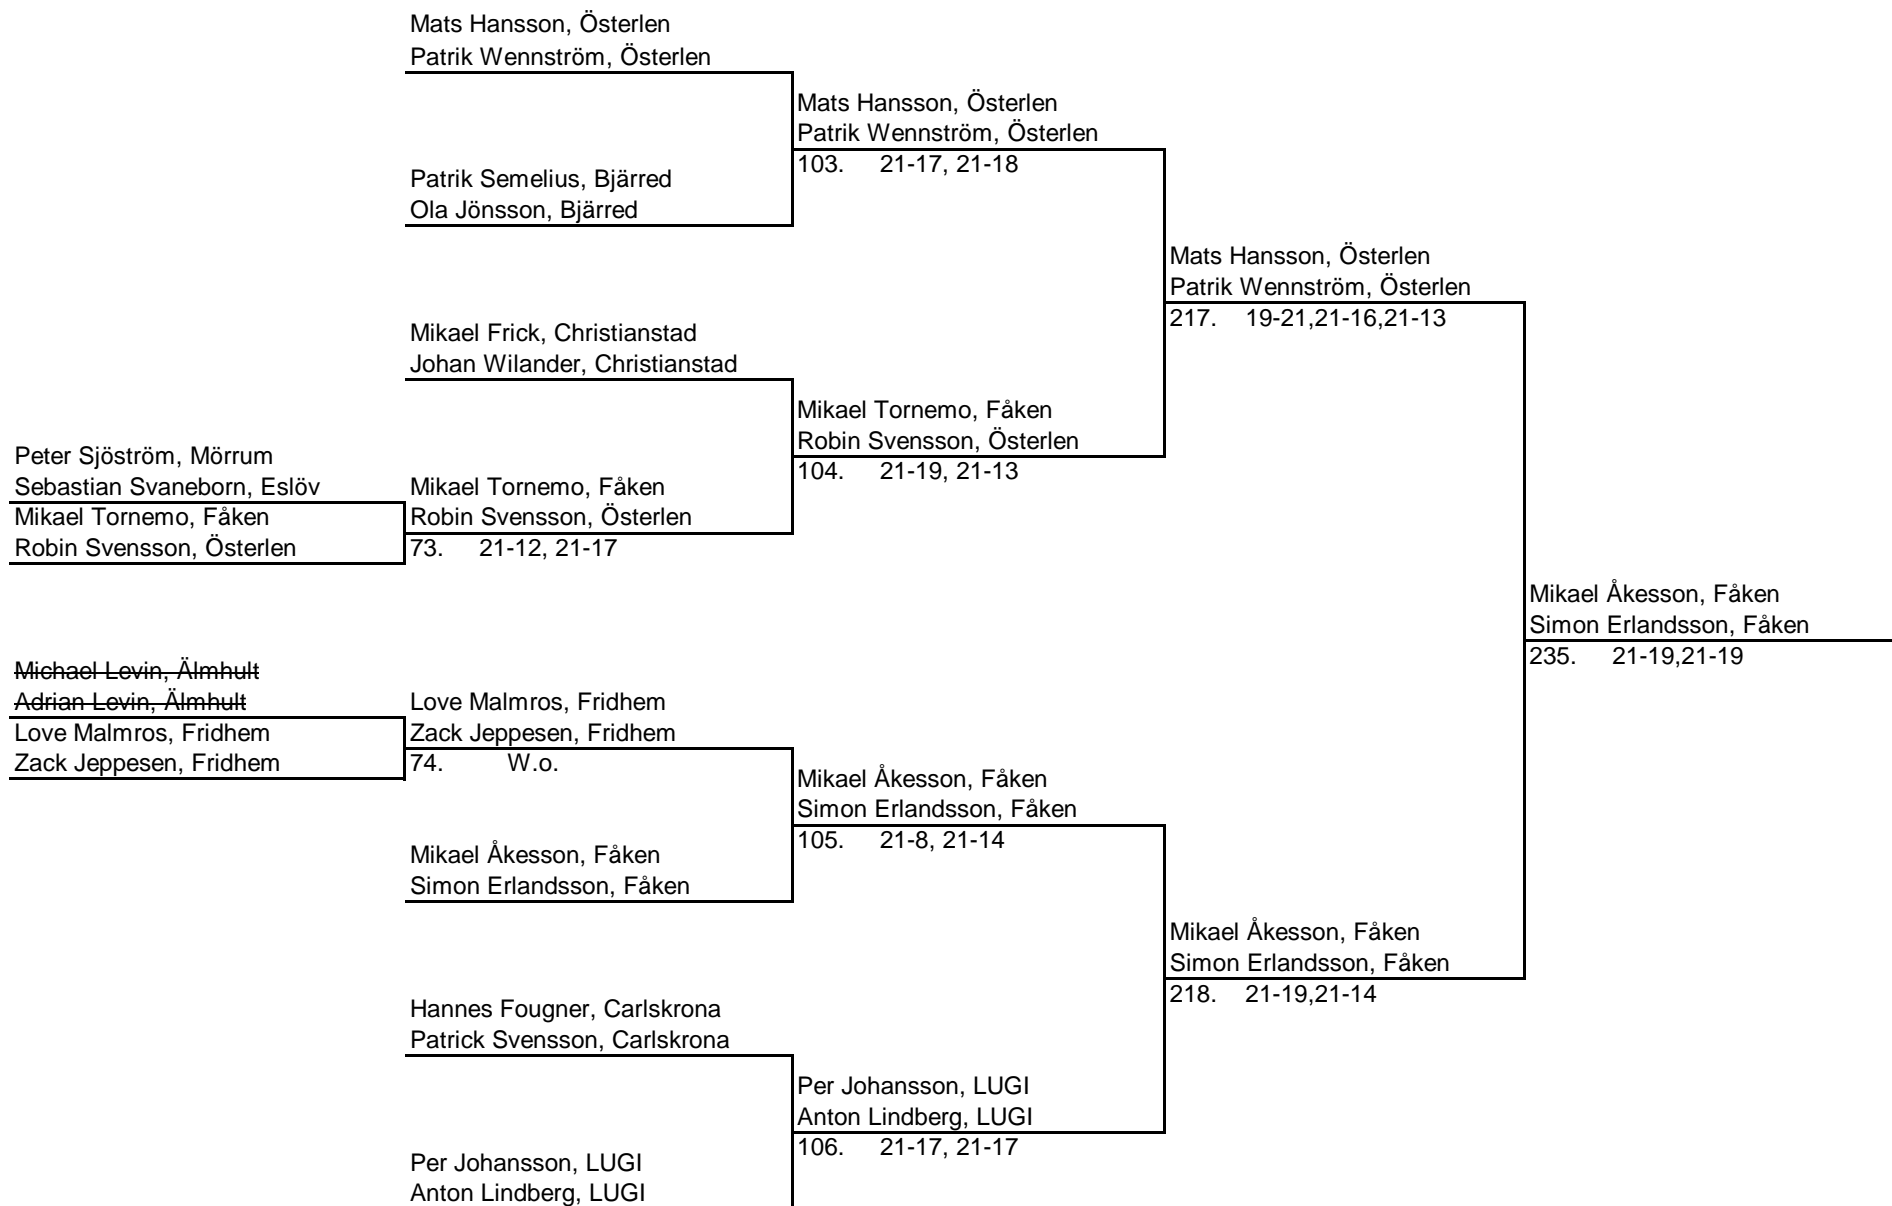 Mats Hansson, Österlen
Patrik Wennström, Österlen
Mats Hansson, Österlen
Patrik Wennström, Österlen
103. 21-17, 21-18
Patrik Semelius, Bjärred
Ola Jönsson, Bjärred
Mats Hansson, Österlen
Patrik Wennström, Österlen
217. 19-21,21-16,21-13
Mikael Frick, Christianstad
Johan Wilander, Christianstad
Mikael Tornemo, Fåken
Robin Svensson, Österlen
104. 21-19, 21-13
Peter Sjöström, Mörrum
Sebastian Svaneborn, Eslöv
Mikael Tornemo, Fåken
Robin Svensson, Österlen
Mikael Tornemo, Fåken
Robin Svensson, Österlen
73. 21-12, 21-17
Mikael Åkesson, Fåken
Simon Erlandsson, Fåken
235. 21-19,21-19
Michael Levin, Älmhult
Adrian Levin, Älmhult
Love Malmros, Fridhem
Zack Jeppesen, Fridhem
Love Malmros, Fridhem
Zack Jeppesen, Fridhem
74. W.o.
Mikael Åkesson, Fåken
Simon Erlandsson, Fåken
105. 21-8, 21-14
Mikael Åkesson, Fåken
Simon Erlandsson, Fåken
Mikael Åkesson, Fåken
Simon Erlandsson, Fåken
218. 21-19,21-14
Hannes Fougner, Carlskrona
Patrick Svensson, Carlskrona
Per Johansson, LUGI
Anton Lindberg, LUGI
106. 21-17, 21-17
Per Johansson, LUGI
Anton Lindberg, LUGI